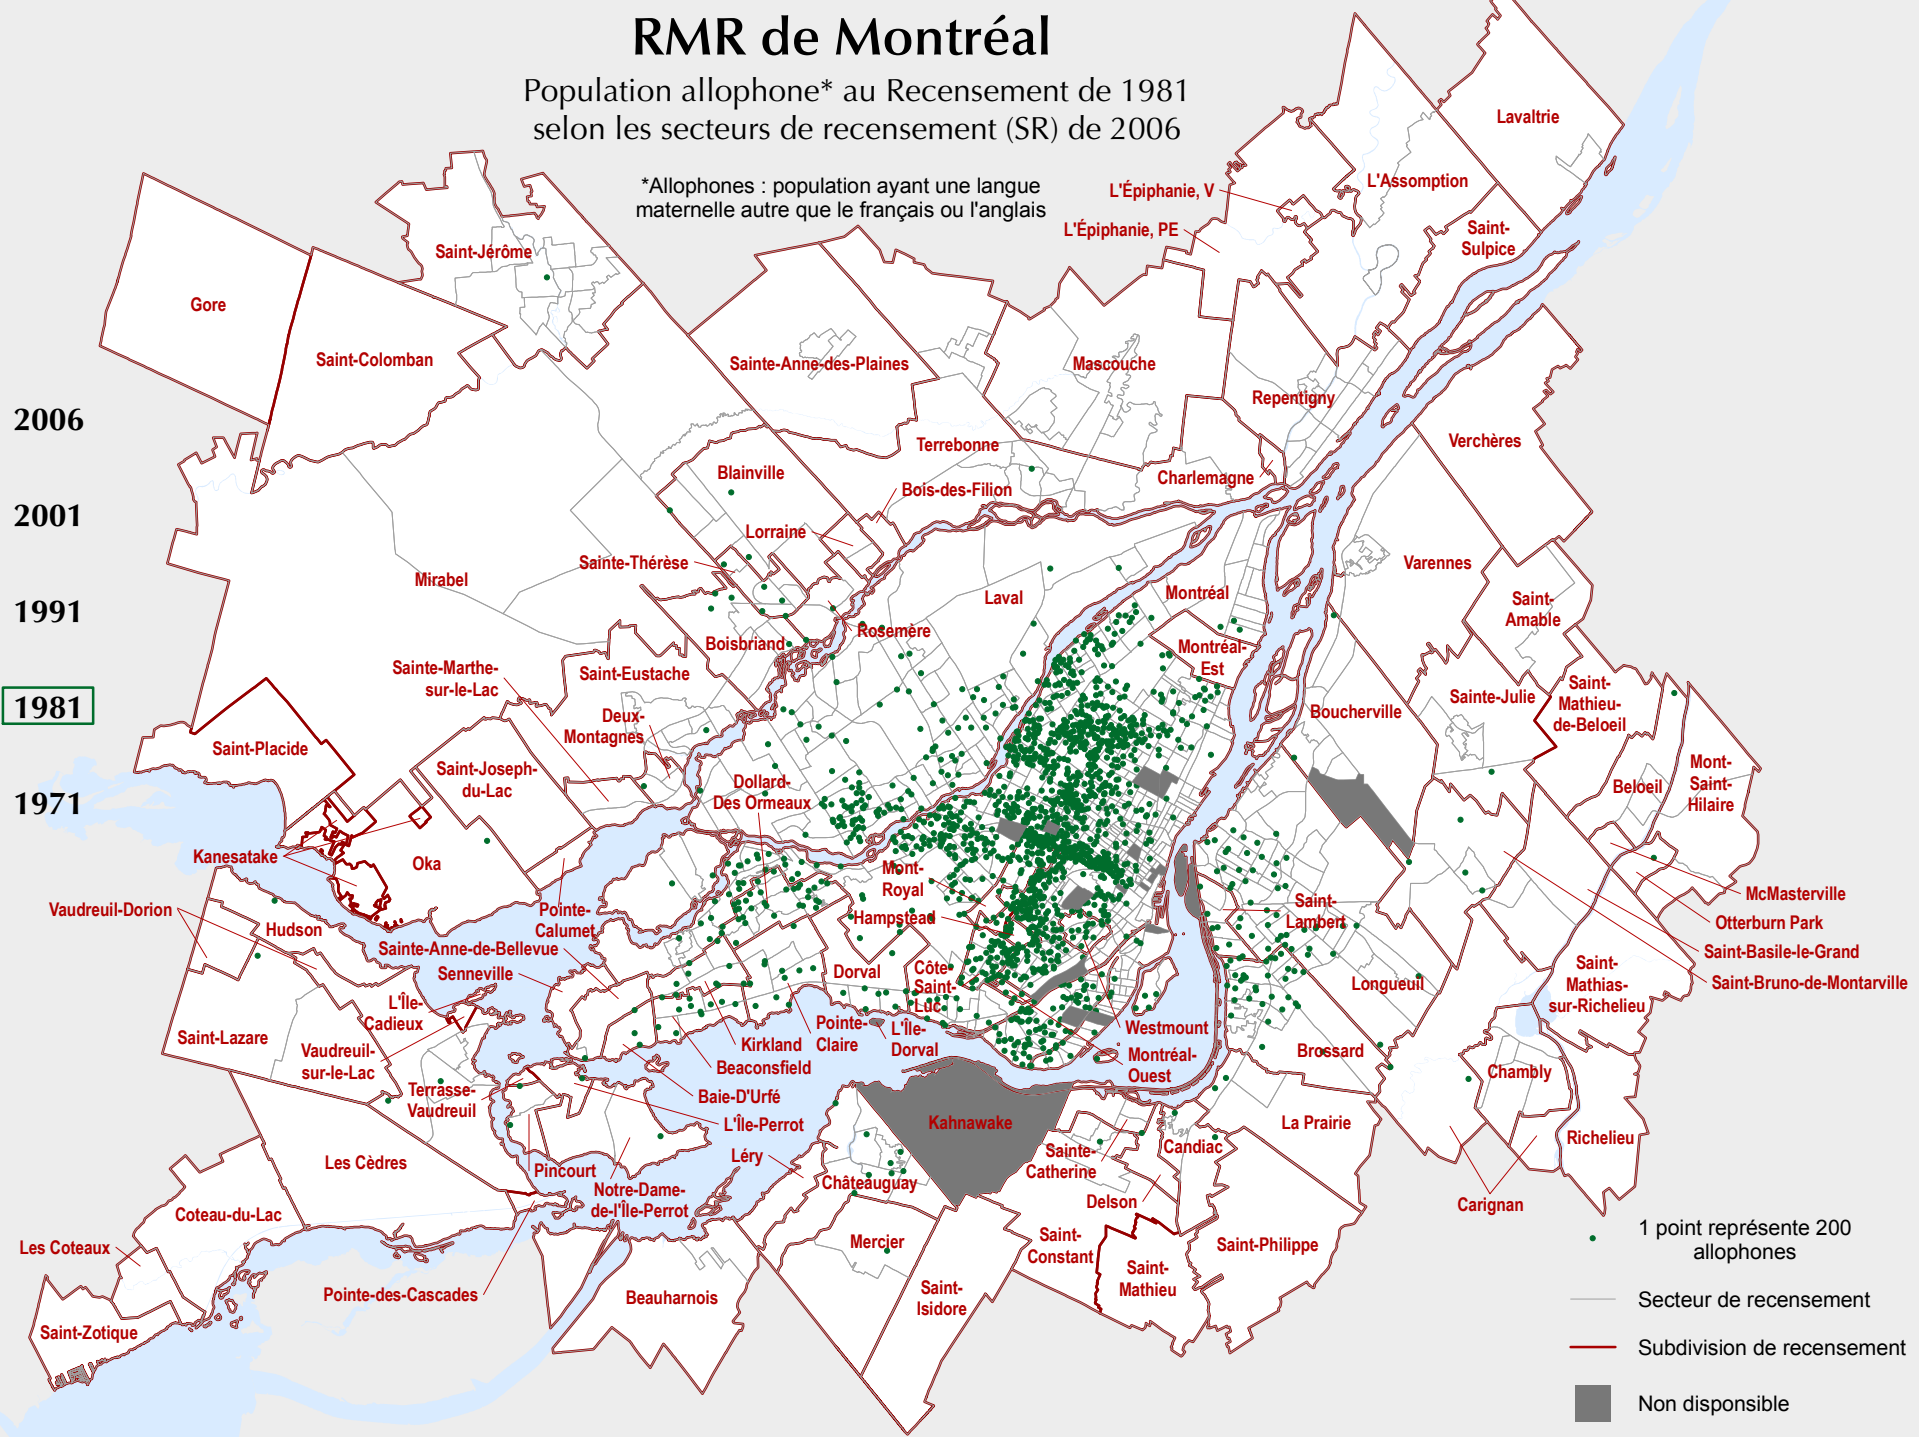 RMR de Montréal
Population allophone* au Recensement de 1981
selon les secteurs de recensement (SR) de 2006
*Allophones : population ayant une langue
maternelle autre que le français ou l'anglais
2006
2001
1991
1981
1971
Lavaltrie
L'Assomption
L'Épiphanie, V
L'Épiphanie, PE
Saint-
Sulpice
Saint-Jérôme
Gore
Saint-Colomban
Sainte-Anne-des-Plaines
Mascouche
Repentigny
Verchères
Terrebonne
Blainville
Charlemagne
Bois-des-Filion
Lorraine
Sainte-Thérèse
Mirabel
Varennes
Laval
Montréal
Saint-
Amable
Rosemère
Boisbriand
Montréal-
Est
Sainte-Marthe-
sur-le-Lac
Saint-Eustache
Sainte-Julie
Saint-
Mathieu-
de-Beloeil
Boucherville
Deux-
Montagnes
Saint-Placide
Saint-Joseph-
du-Lac
Dollard-
Des Ormeaux
Beloeil
Mont-
Saint-
Hilaire
Kanesatake
Oka
Mont-
Royal
McMasterville
Vaudreuil-Dorion
Hudson
Pointe-
Calumet
Hampstead
Saint-
Lambert
Otterburn Park
Sainte-Anne-de-Bellevue
Saint-Basile-le-Grand
Senneville
Dorval
Côte-
Saint-
Luc
Longueuil
Saint-
Mathias-
sur-Richelieu
Saint-Bruno-de-Montarville
L'Île-
Cadieux
Saint-Lazare
Vaudreuil-
sur-le-Lac
Kirkland
Pointe-
Claire
L'Île-
Dorval
Westmount
Brossard
Beaconsfield
Montréal-
Ouest
Chambly
Terrasse-
Vaudreuil
Baie-D'Urfé
L'Île-Perrot
Kahnawake
La Prairie
Richelieu
Les Cèdres
Pincourt
Léry
Sainte-
Catherine
Candiac
Châteauguay
Notre-Dame-
de-l'Île-Perrot
Delson
Carignan
Coteau-du-Lac
Les Coteaux
Mercier
Saint-
Constant
Saint-Philippe
Saint-
Mathieu
Pointe-des-Cascades
Beauharnois
Saint-
Isidore
Saint-Zotique
1 point représente 200
allophones
Secteur de recensement
Subdivision de recensement
Non disponible